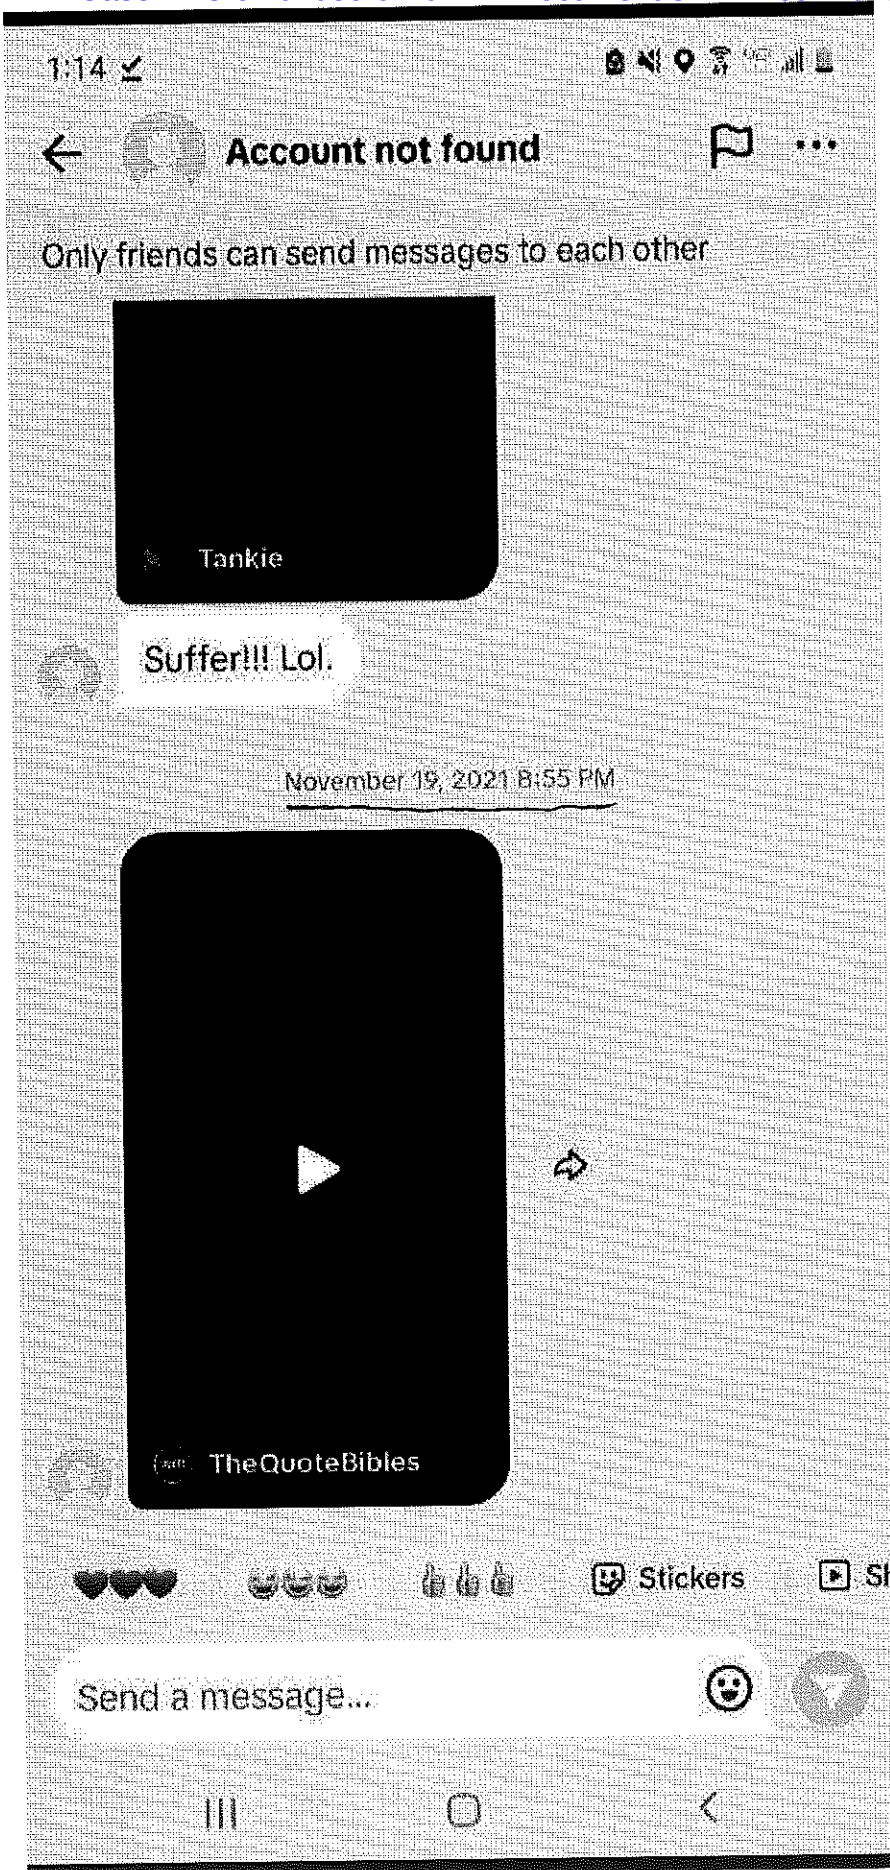 1:14
Account not found
Only friends can send messages to each other
Tankie
Suffer!!! Lol.
November 19, 2021 8:55 PM
TheQuoteBibles
Stickers
Send a message...